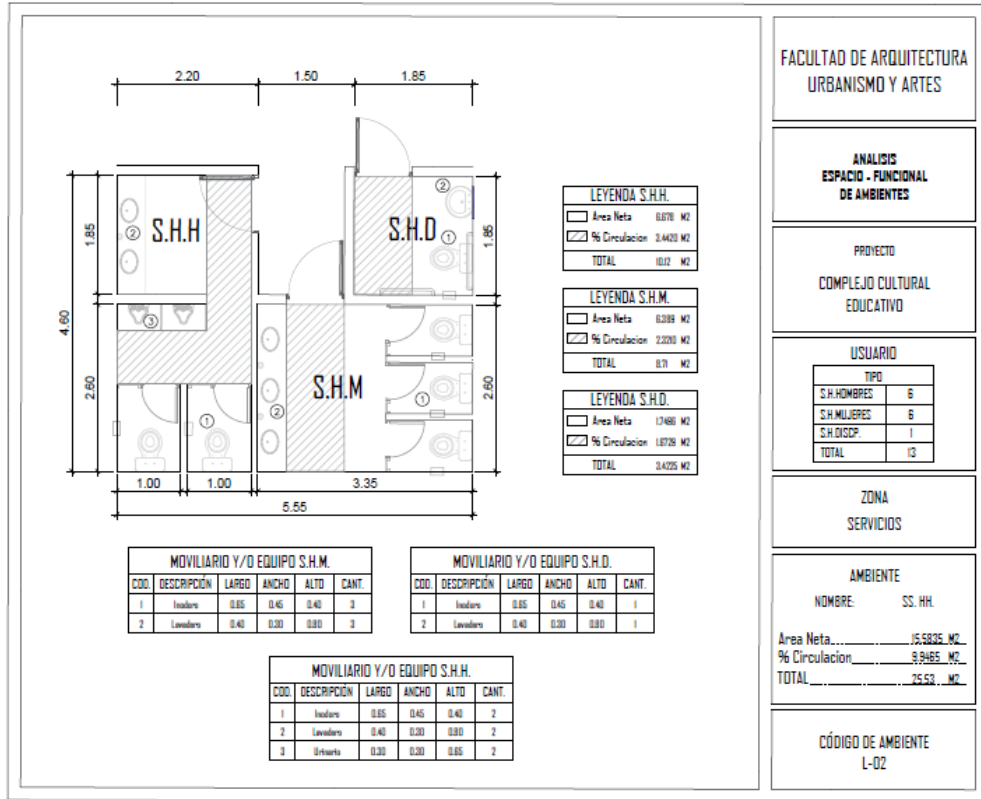 2.20 1.50 1.85
4.60
1.85
2.60
1.85
2.60
S.H.H
2
S.H.D
2
1
3
S.H.M
2
1
1
1.00 1.00 3.35
5.55
LEYENDA S.H.H.
Area Neta 6.678 M2
% Circulacion 3.4420 M2
TOTAL 10.12 M2
LEYENDA S.H.M.
Area Neta 6.389 M2
% Circulacion M2
TOTAL 8.71 M2
LEYENDA S.H.D.
Area Neta M2
% Circulacion M2
TOTAL 3.4225 M2
MOVILIARIO Y/O EQUIPO S.H.M.
COD. DESCRIPCIÓN LARGO ANCHO ALTO CANT.
1 Inodoro 0.65 0.45 0.40 3
2 Lavadero 0.40 0.30 0.80 3
MOVILIARIO Y/O EQUIPO S.H.D.
COD. DESCRIPCIÓN LARGO ANCHO ALTO CANT.
1 Inodoro 0.65 0.45 0.40 1
2 Lavadero 0.40 0.30 0.80 1
MOVILIARIO Y/O EQUIPO S.H.H.
COD. DESCRIPCIÓN LARGO ANCHO ALTO CANT.
1 Inodoro 0.65 0.45 0.40 2
2 Lavadero 0.40 0.30 0.80 2
3 Urinario 0.30 0.30 0.65 2
FACULTAD DE ARQUITECTURA
URBANISMO Y ARTES
ANALISIS
ESPACIO - FUNCIONAL
DE AMBIENTES
PROYECTO
COMPLEJO CULTURAL
EDUCATIVO
USUARIO
TIPO
S.H.HOMBRES 6
S.H.MUJERES 6
S.H.DISCP. 1
TOTAL 13
ZONA
SERVICIOS
AMBIENTE
NOMBRE: SS. HH.
Area Neta 15.5835 M2
% Circulacion 9.9465 M2
TOTAL 25.53 M2
CÓDIGO DE AMBIENTE
L-02